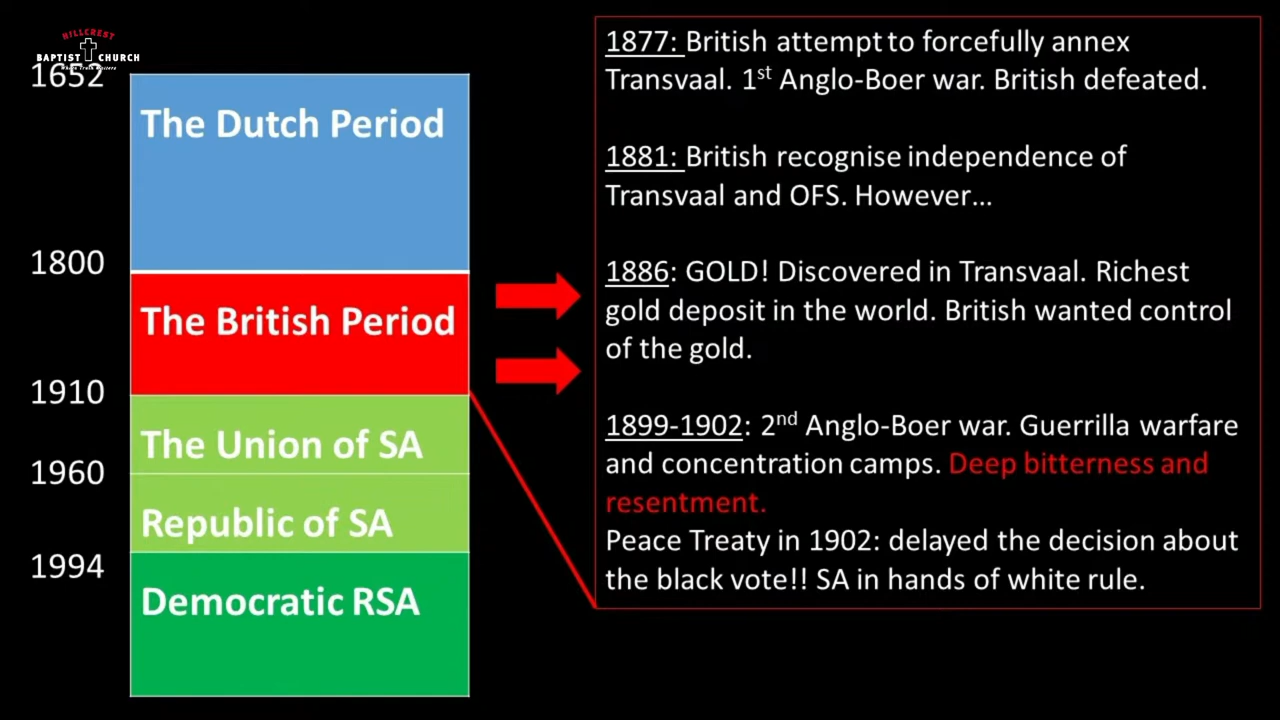 HILLCREST
BAPTIST CHURCH
Where Truth Matters
1652
The Dutch Period
1800
The British Period
1910
The Union of SA
1960
Republic of SA
1994
Democratic RSA
1877: British attempt to forcefully annex
Transvaal. 1st Anglo-Boer war. British defeated.
1881: British recognise independence of
Transvaal and OFS. However...
1886: GOLD! Discovered in Transvaal. Richest
gold deposit in the world. British wanted control
of the gold.
1899-1902: 2nd Anglo-Boer war. Guerrilla warfare
and concentration camps. Deep bitterness and
resentment.
Peace Treaty in 1902: delayed the decision about
the black vote!! SA in hands of white rule.